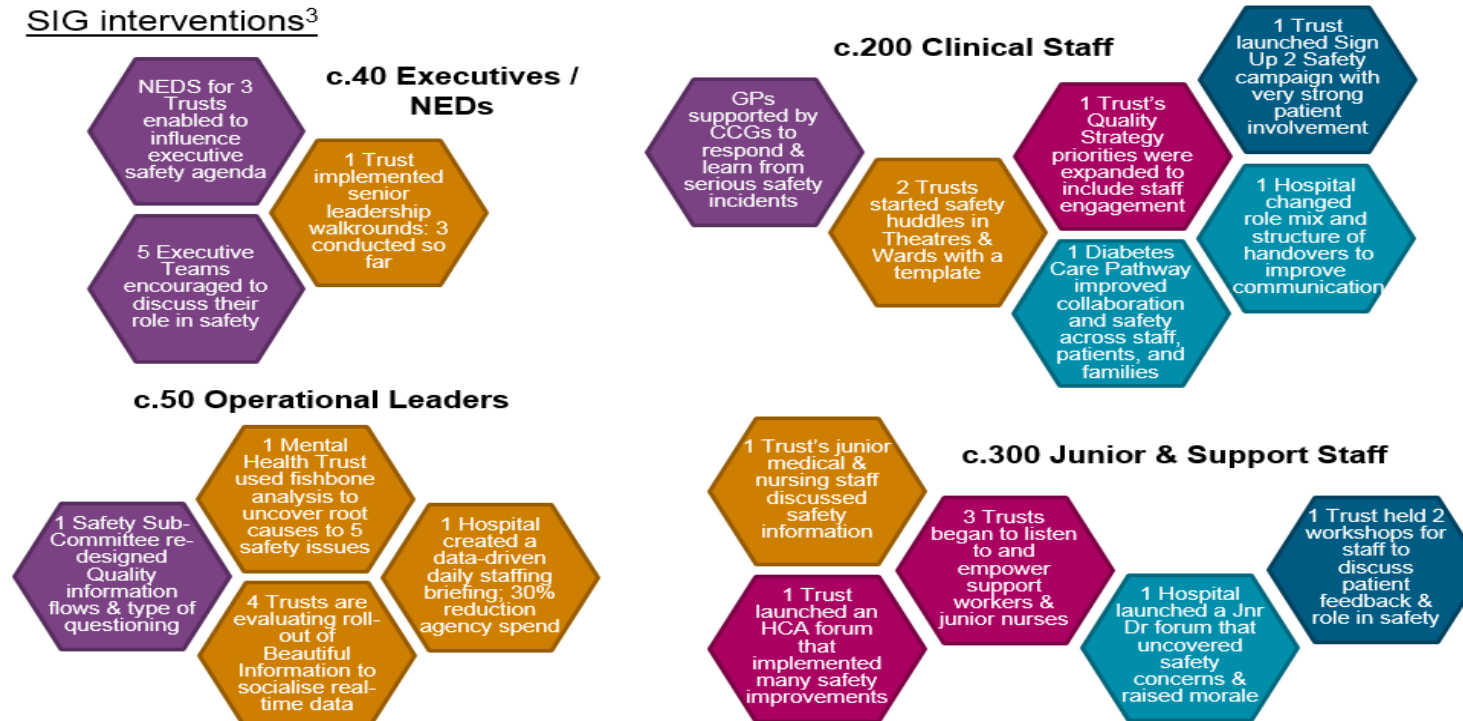 SIG interventions³
c.40 Executives /
NEDs
NEDS for 3
Trusts
enabled to
influence
executive
safety agenda
1 Trust
implemented
senior
leadership
walkrounds: 3
conducted so
far
5 Executive
Teams
encouraged to
discuss their
role in safety
c.200 Clinical Staff
GPs
supported by
CCGs to
respond &
learn from
serious safety
incidents
2 Trusts
started safety
huddles in
Theatres &
Wards with a
template
1 Trust's
Quality
Strategy
priorities were
expanded to
include staff
engagement
1 Trust
launched Sign
Up 2 Safety
campaign with
very strong
patient
involvement
1 Diabetes
Care Pathway
improved
collaboration
and safety
across staff,
patients, and
families
1 Hospital
changed
role mix and
structure of
handovers to
improve
communication
c.50 Operational Leaders
1 Safety Sub-
Committee re-
designed
Quality
information
flows & type of
questioning
1 Mental
Health Trust
used fishbone
analysis to
uncover root
causes to 5
safety issues
4 Trusts are
evaluating roll-
out of
Beautiful
Information to
socialise real-
time data
1 Hospital
created a
data-driven
daily staffing
briefing; 30%
reduction
agency spend
c.300 Junior & Support Staff
1 Trust's junior
medical &
nursing staff
discussed
safety
information
1 Trust
launched an
HCA forum
that
implemented
many safety
improvements
3 Trusts
began to listen
to and
empower
support
workers &
junior nurses
1 Hospital
launched a Jnr
Dr forum that
uncovered
safety
concerns &
raised morale
1 Trust held 2
workshops for
staff to
discuss
patient
feedback &
role in safety